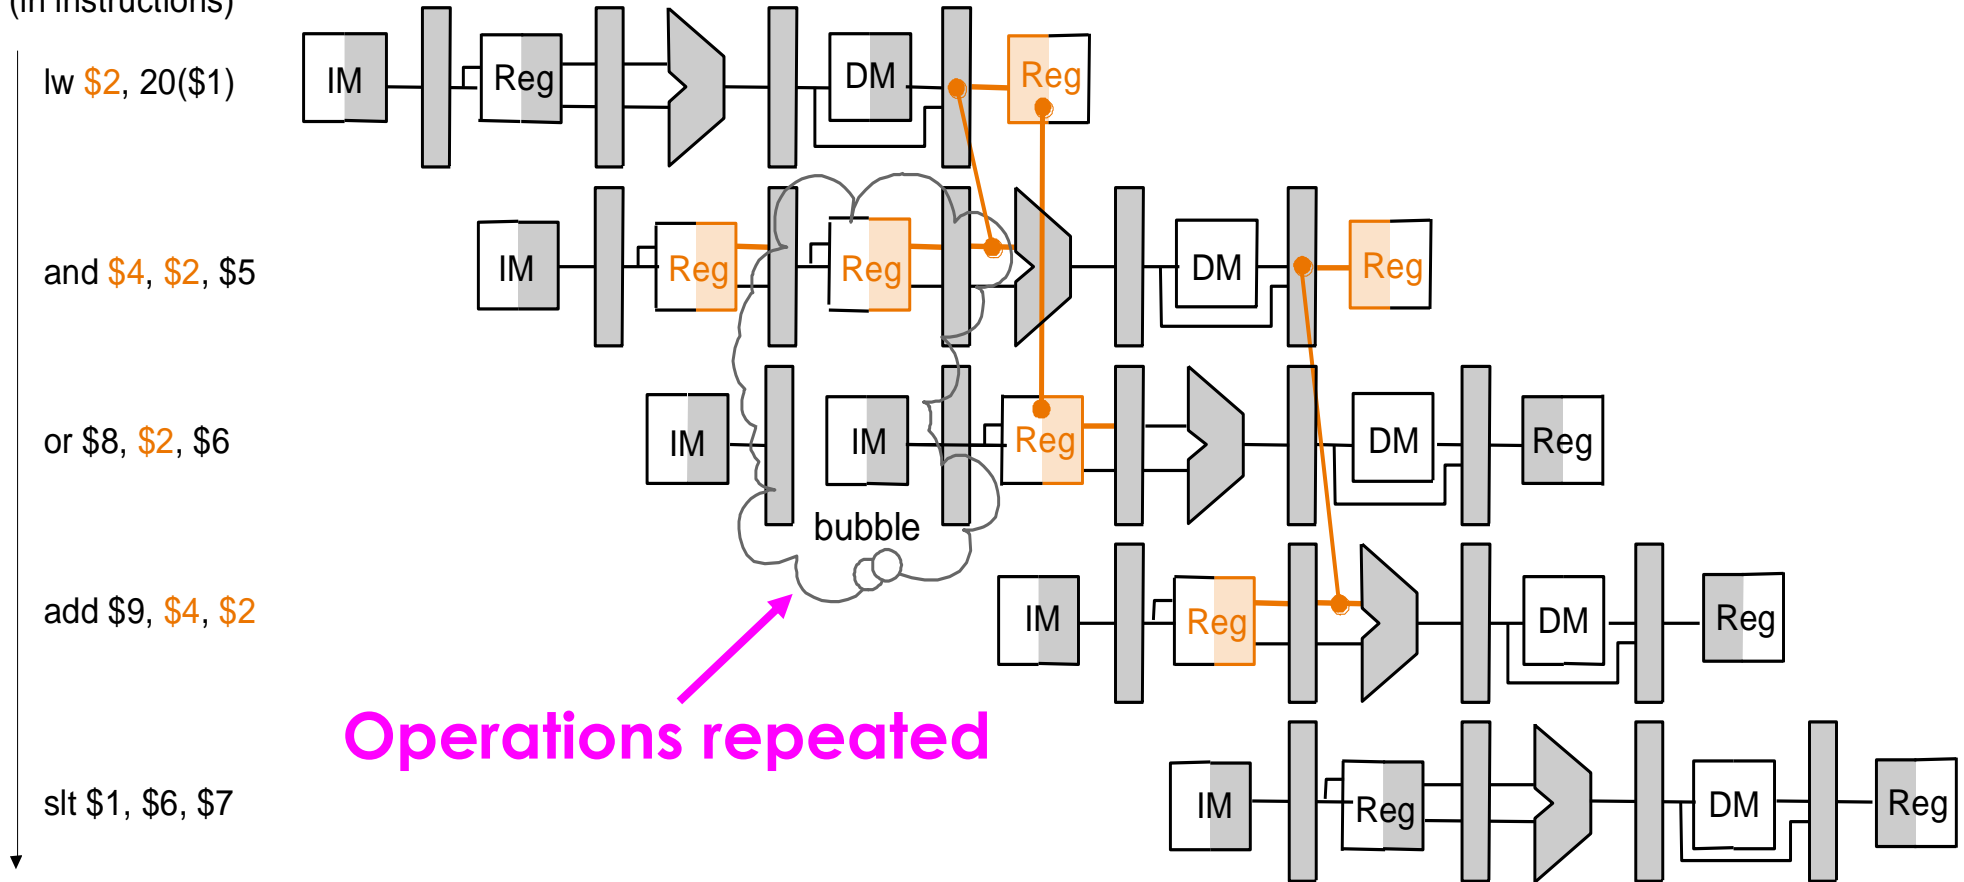 (in instructions)
lw $2, 20($1)
IM Reg DM Reg
and $4, $2, $5
IM Reg Reg DM Reg
or $8, $2, $6
IM IM Reg DM Reg
bubble
add $9, $4, $2
IM Reg DM Reg
Operations repeated
slt $1, $6, $7
IM Reg DM Reg